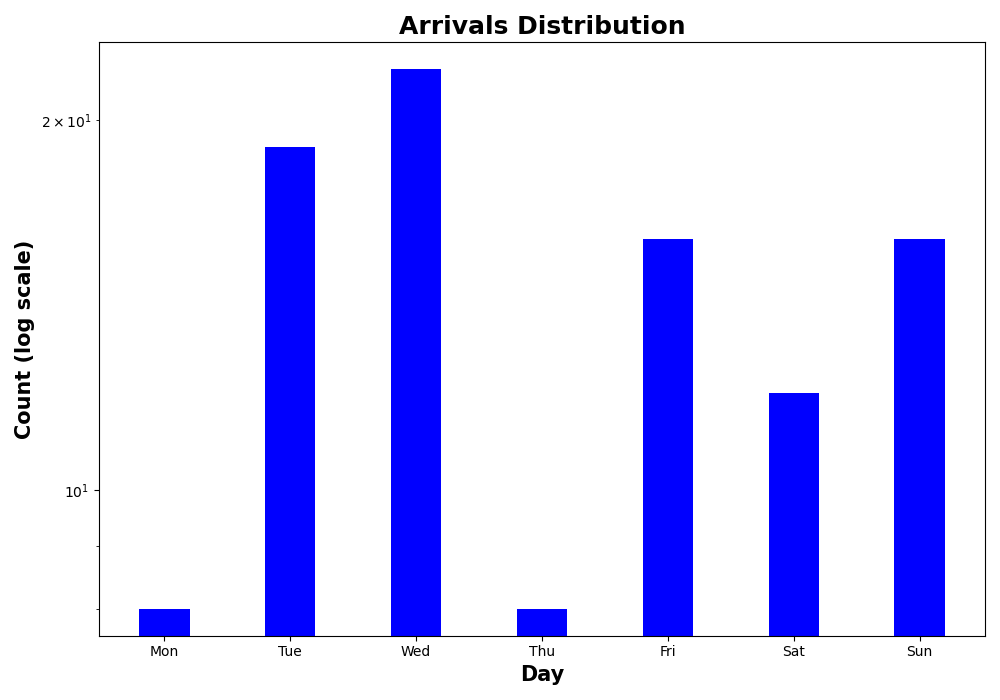 Arrivals Distribution
Count (log scale)
2 × 10¹
10¹
Mon Tue Wed Thu Fri Sat Sun
Day